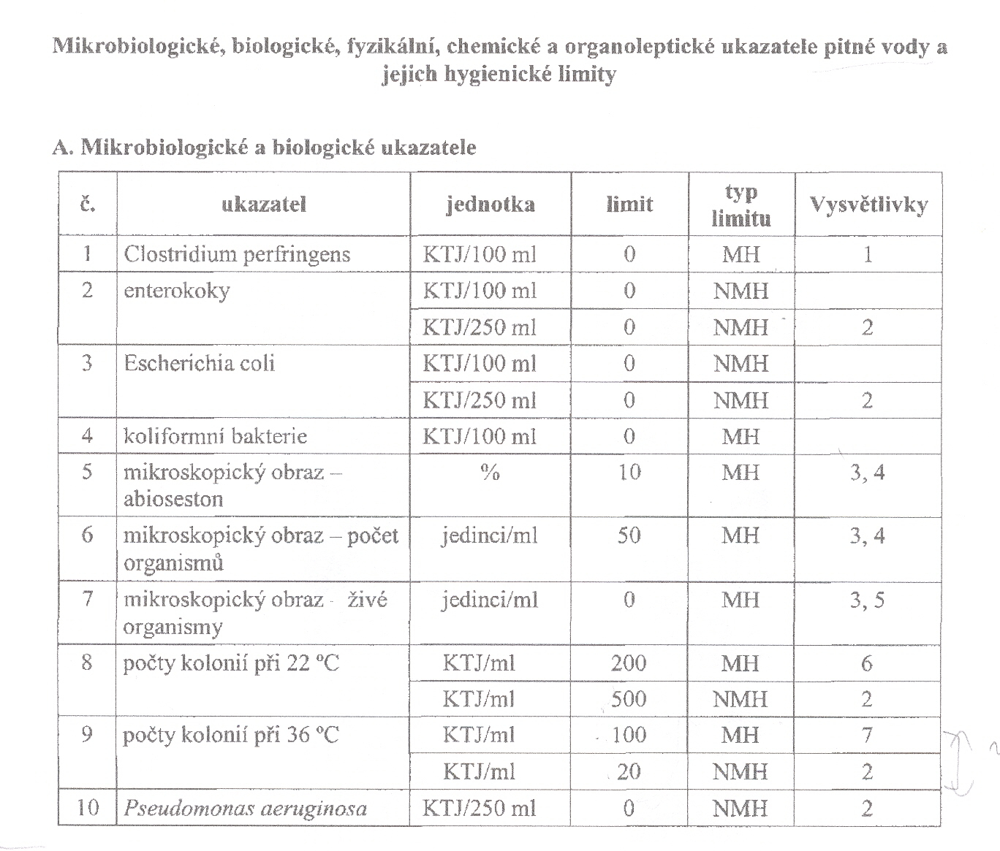 Mikrobiologické, biologické, fyzikální, chemické a organoleptické ukazatele pitné vody a
jejich hygienické limity
A. Mikrobiologické a biologické ukazatele
č. ukazatel jednotka limit typ limitu Vysvětlivky
1 Clostridium perfringens KTJ/100 ml 0 MH 1
2 enterokoky KTJ/100 ml 0 NMH
KTJ/250 ml 0 NMH 2
3 Escherichia coli KTJ/100 ml 0 NMH
KTJ/250 ml 0 NMH 2
4 koliformní bakterie KTJ/100 ml 0 MH
5 mikroskopický obraz – % 10 MH 3, 4
abioseston
6 mikroskopický obraz – počet jedinci/ml 50 MH 3, 4
organismů
7 mikroskopický obraz - živé jedinci/ml 0 MH 3, 5
organismy
8 počty kolonií při 22 ºC KTJ/ml 200 MH 6
KTJ/ml 500 NMH 2
9 počty kolonií při 36 ºC KTJ/ml 100 MH 7
KTJ/ml 20 NMH 2
10 Pseudomonas aeruginosa KTJ/250 ml 0 NMH 2